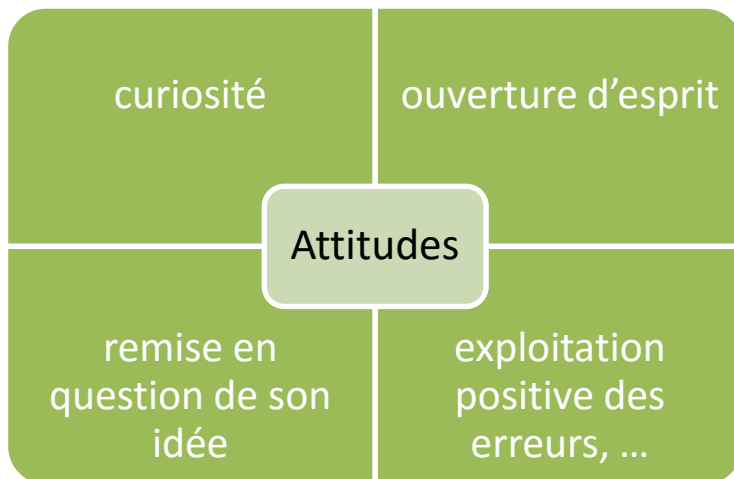 curiosité
ouverture d’esprit
Attitudes
remise en
question de son
idée
exploitation
positive des
erreurs, …